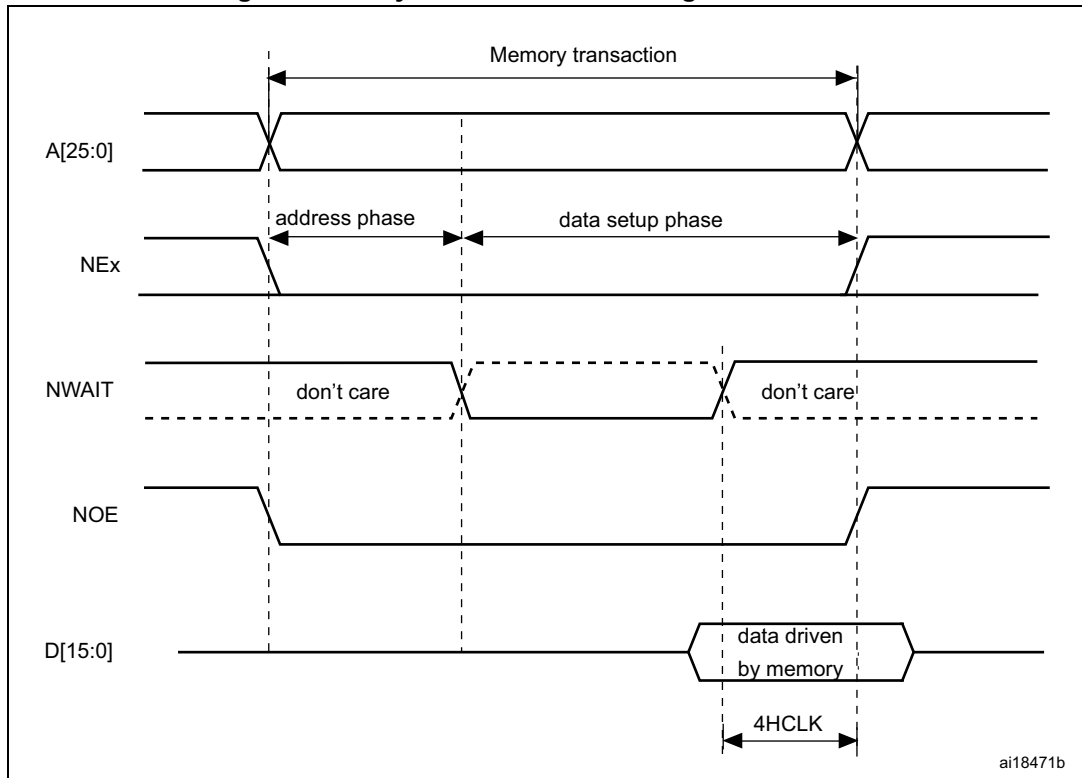 Memory transaction
A[25:0]
address phase
data setup phase
NEx
NWAIT
don't care
don't care
NOE
D[15:0]
data driven
by memory
4HCLK
ai18471b